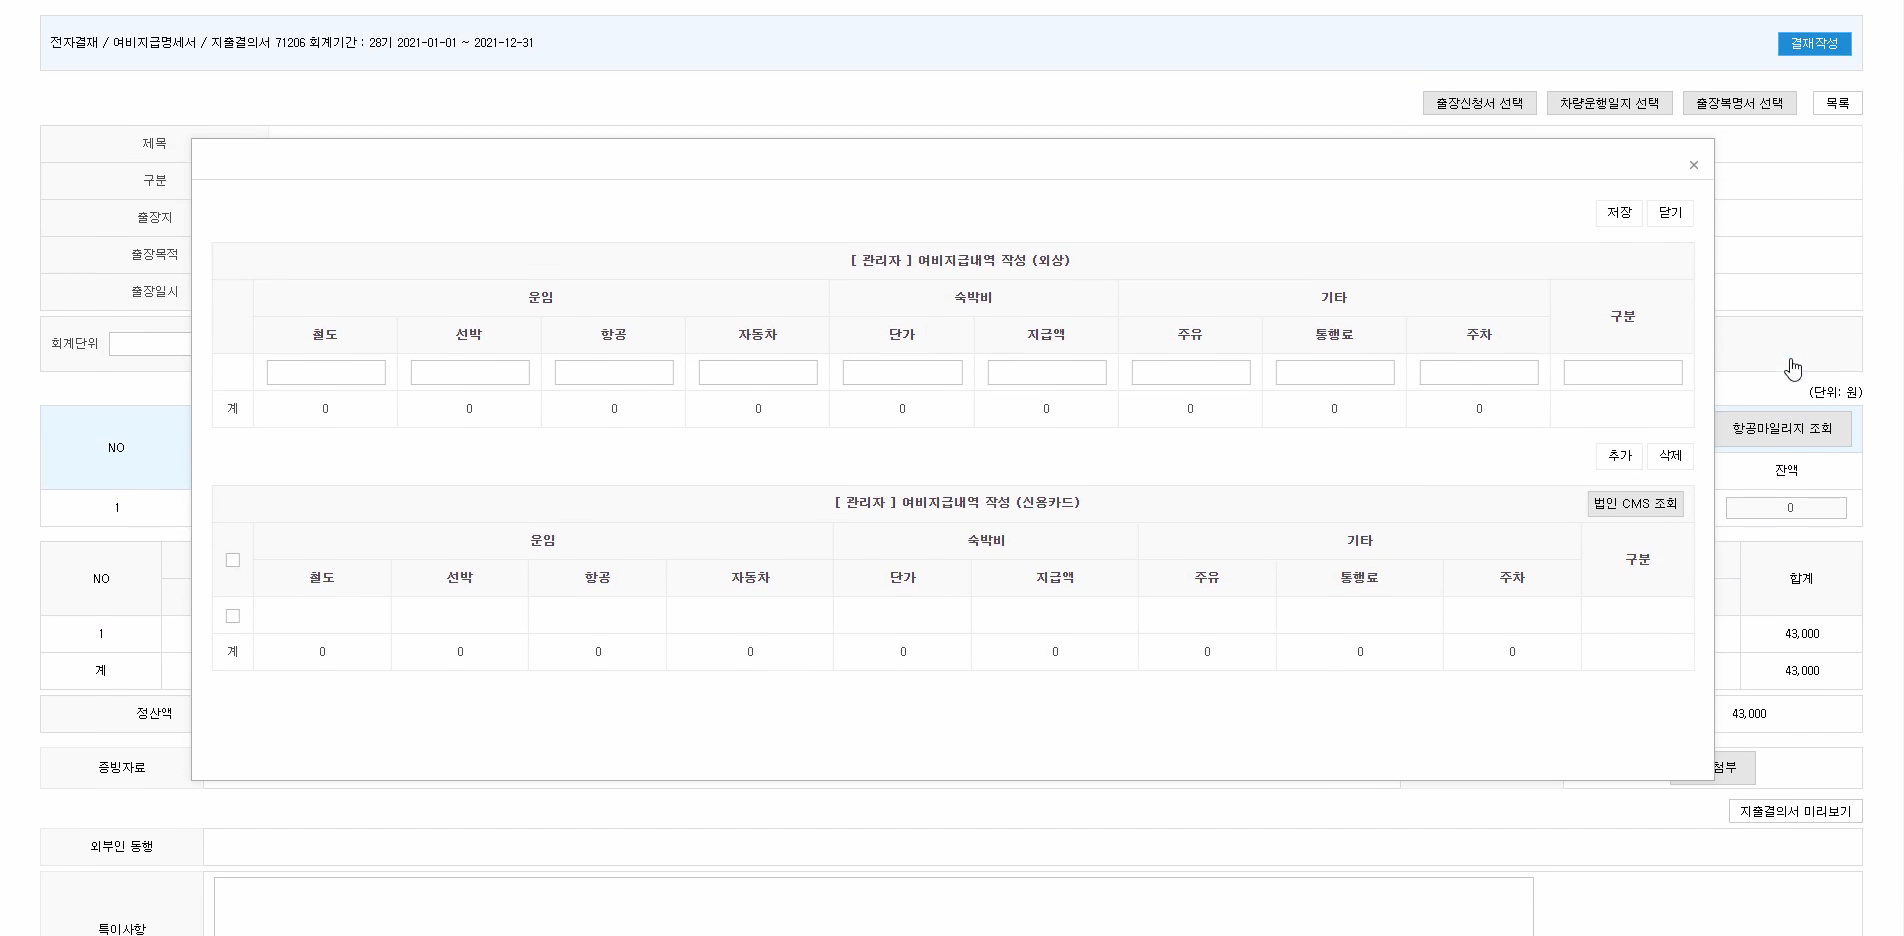 전자결재 / 여비지급명세서 / 지출결의서 71206 회계기간 : 28기 2021-01-01 ~ 2021-12-31
결재작성
출장신청서 선택 차량운행일지 선택 출장복명서 선택 목록
제목
구분
출장지
출장목적
출장일시
회계단위
×
저장 닫기
[ 관리자 ] 여비지급내역 작성 (외상)
운임 숙박비 기타 구분
철도 선박 항공 자동차 단가 지급액 주유 통행료 주차
계 0 0 0 0 0 0 0 0 0
추가 삭제
[ 관리자 ] 여비지급내역 작성 (신용카드)
법인 CMS 조회
운임 숙박비 기타 구분
철도 선박 항공 자동차 단가 지급액 주유 통행료 주차
계 0 0 0 0 0 0 0 0 0
(단위: 원)
NO 항공마일리지 조회
잔액
1 0
NO 합계
1 43,000
계 43,000
정산액 43,000
증빙자료 첨부
지출결의서 미리보기
외부인 동행
특이사항